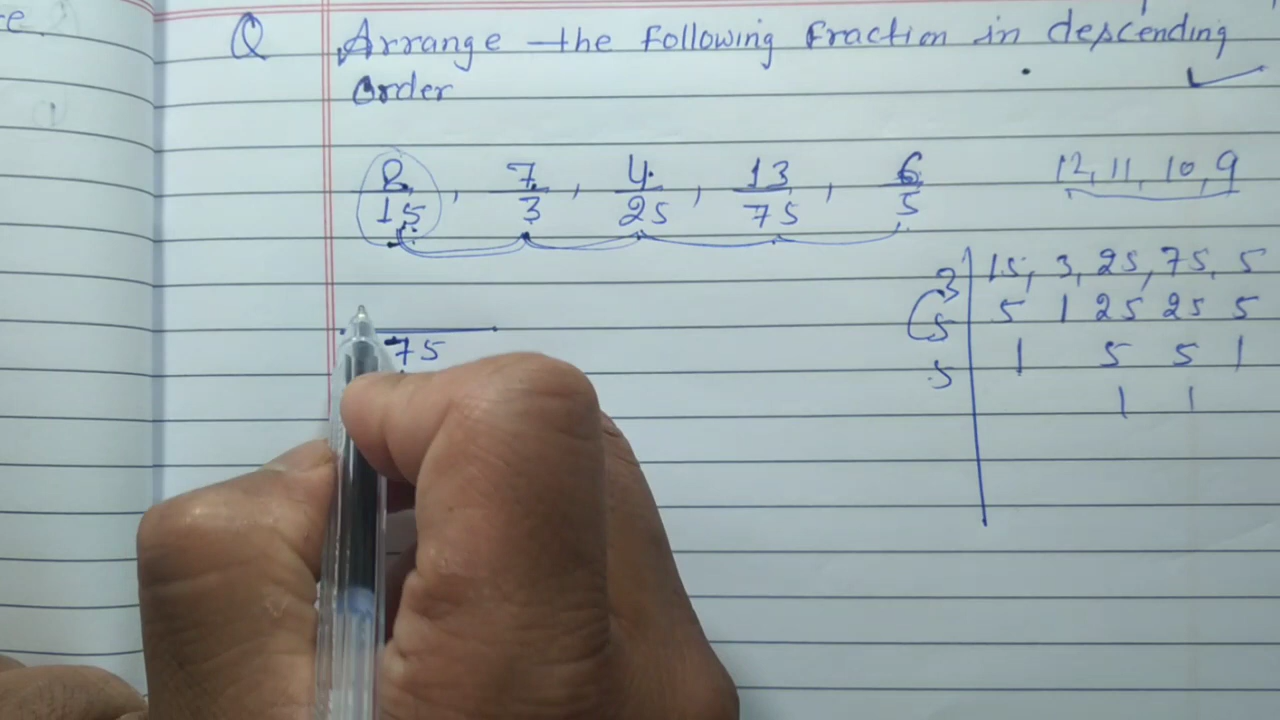 Q Arrange the following fraction in descending
order
8/15, 7/3, 4/25, 13/75, 6/5
12, 11, 10, 9
3 | 15, 3, 25, 75, 5
5 | 5 1 25 25 5
5 | 1 5 5 1
1 1
75